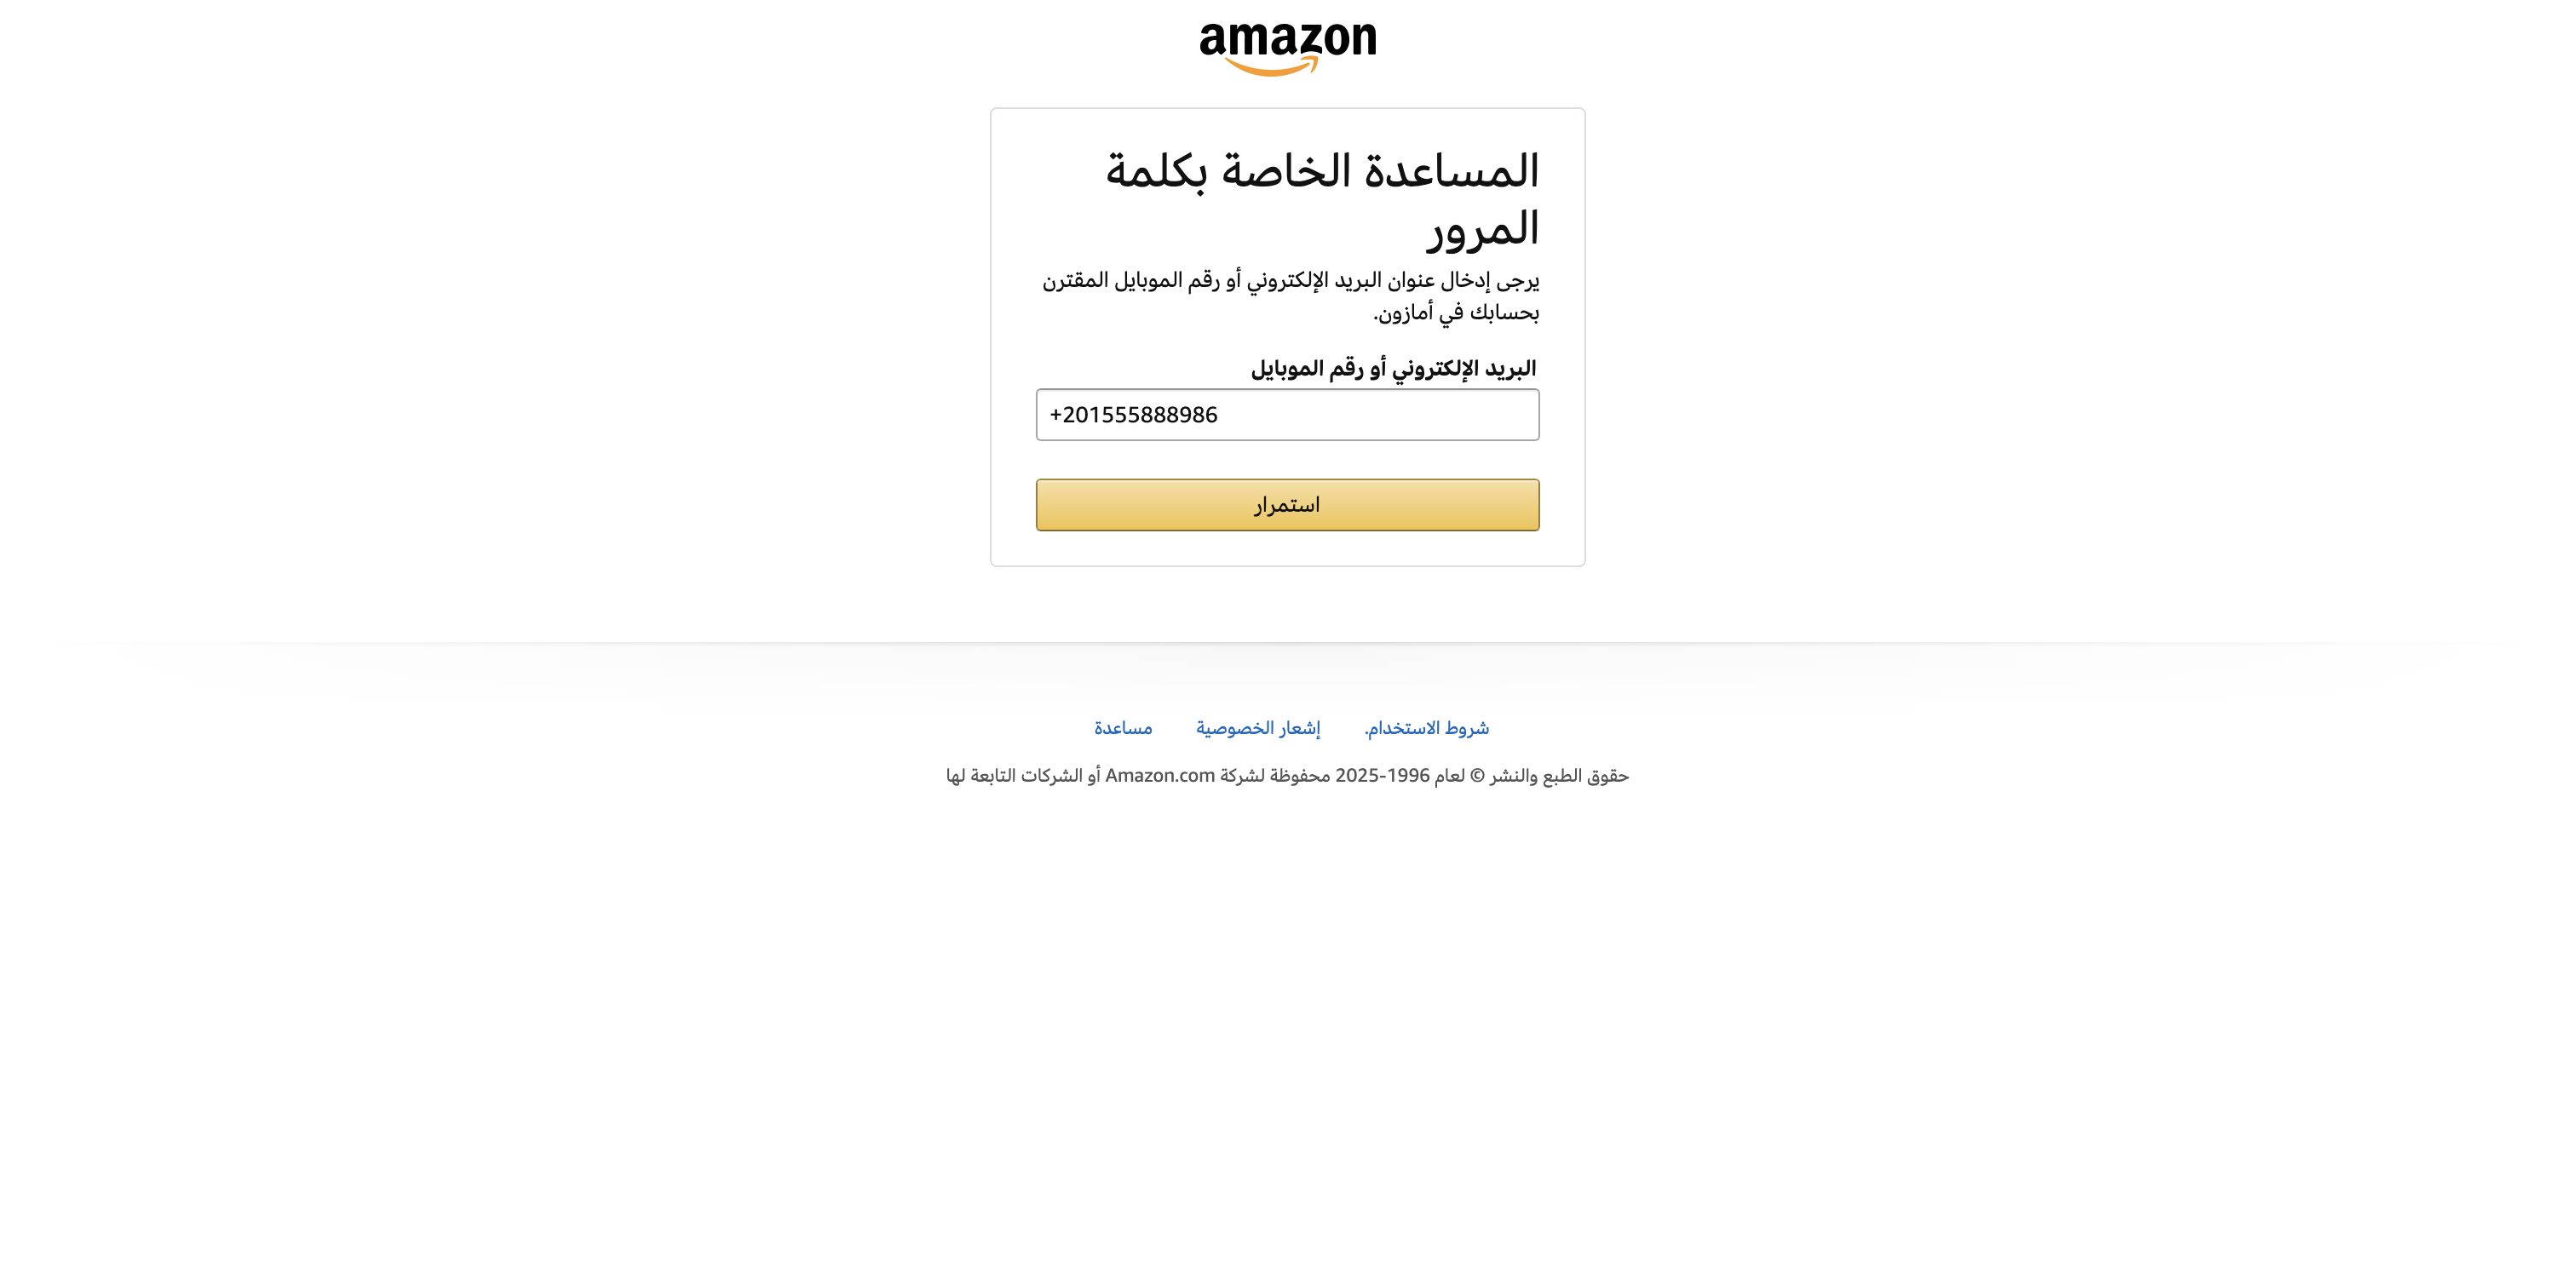 amazon
المساعدة الخاصة بكلمة
المرور
يرجى إدخال عنوان البريد الإلكتروني أو رقم الموبايل المقترن
بحسابك في أمازون.
البريد الإلكتروني أو رقم الموبايل
+201555888986
استمرار
شروط الاستخدام. إشعار الخصوصية مساعدة
حقوق الطبع والنشر © لعام 1996-2025 محفوظة لشركة Amazon.com أو الشركات التابعة لها